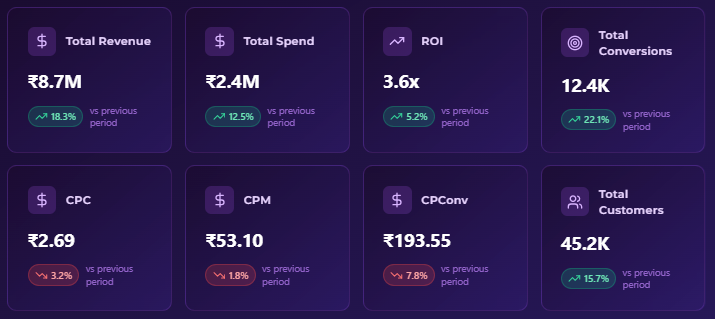 Total Revenue
₹8.7M
18.3% vs previous
period
Total Spend
₹2.4M
12.5% vs previous
period
ROI
3.6x
5.2% vs previous
period
Total
Conversions
12.4K
22.1% vs previous
period
CPC
₹2.69
3.2% vs previous
period
CPM
₹53.10
1.8% vs previous
period
CPConv
₹193.55
7.8% vs previous
period
Total
Customers
45.2K
15.7% vs previous
period